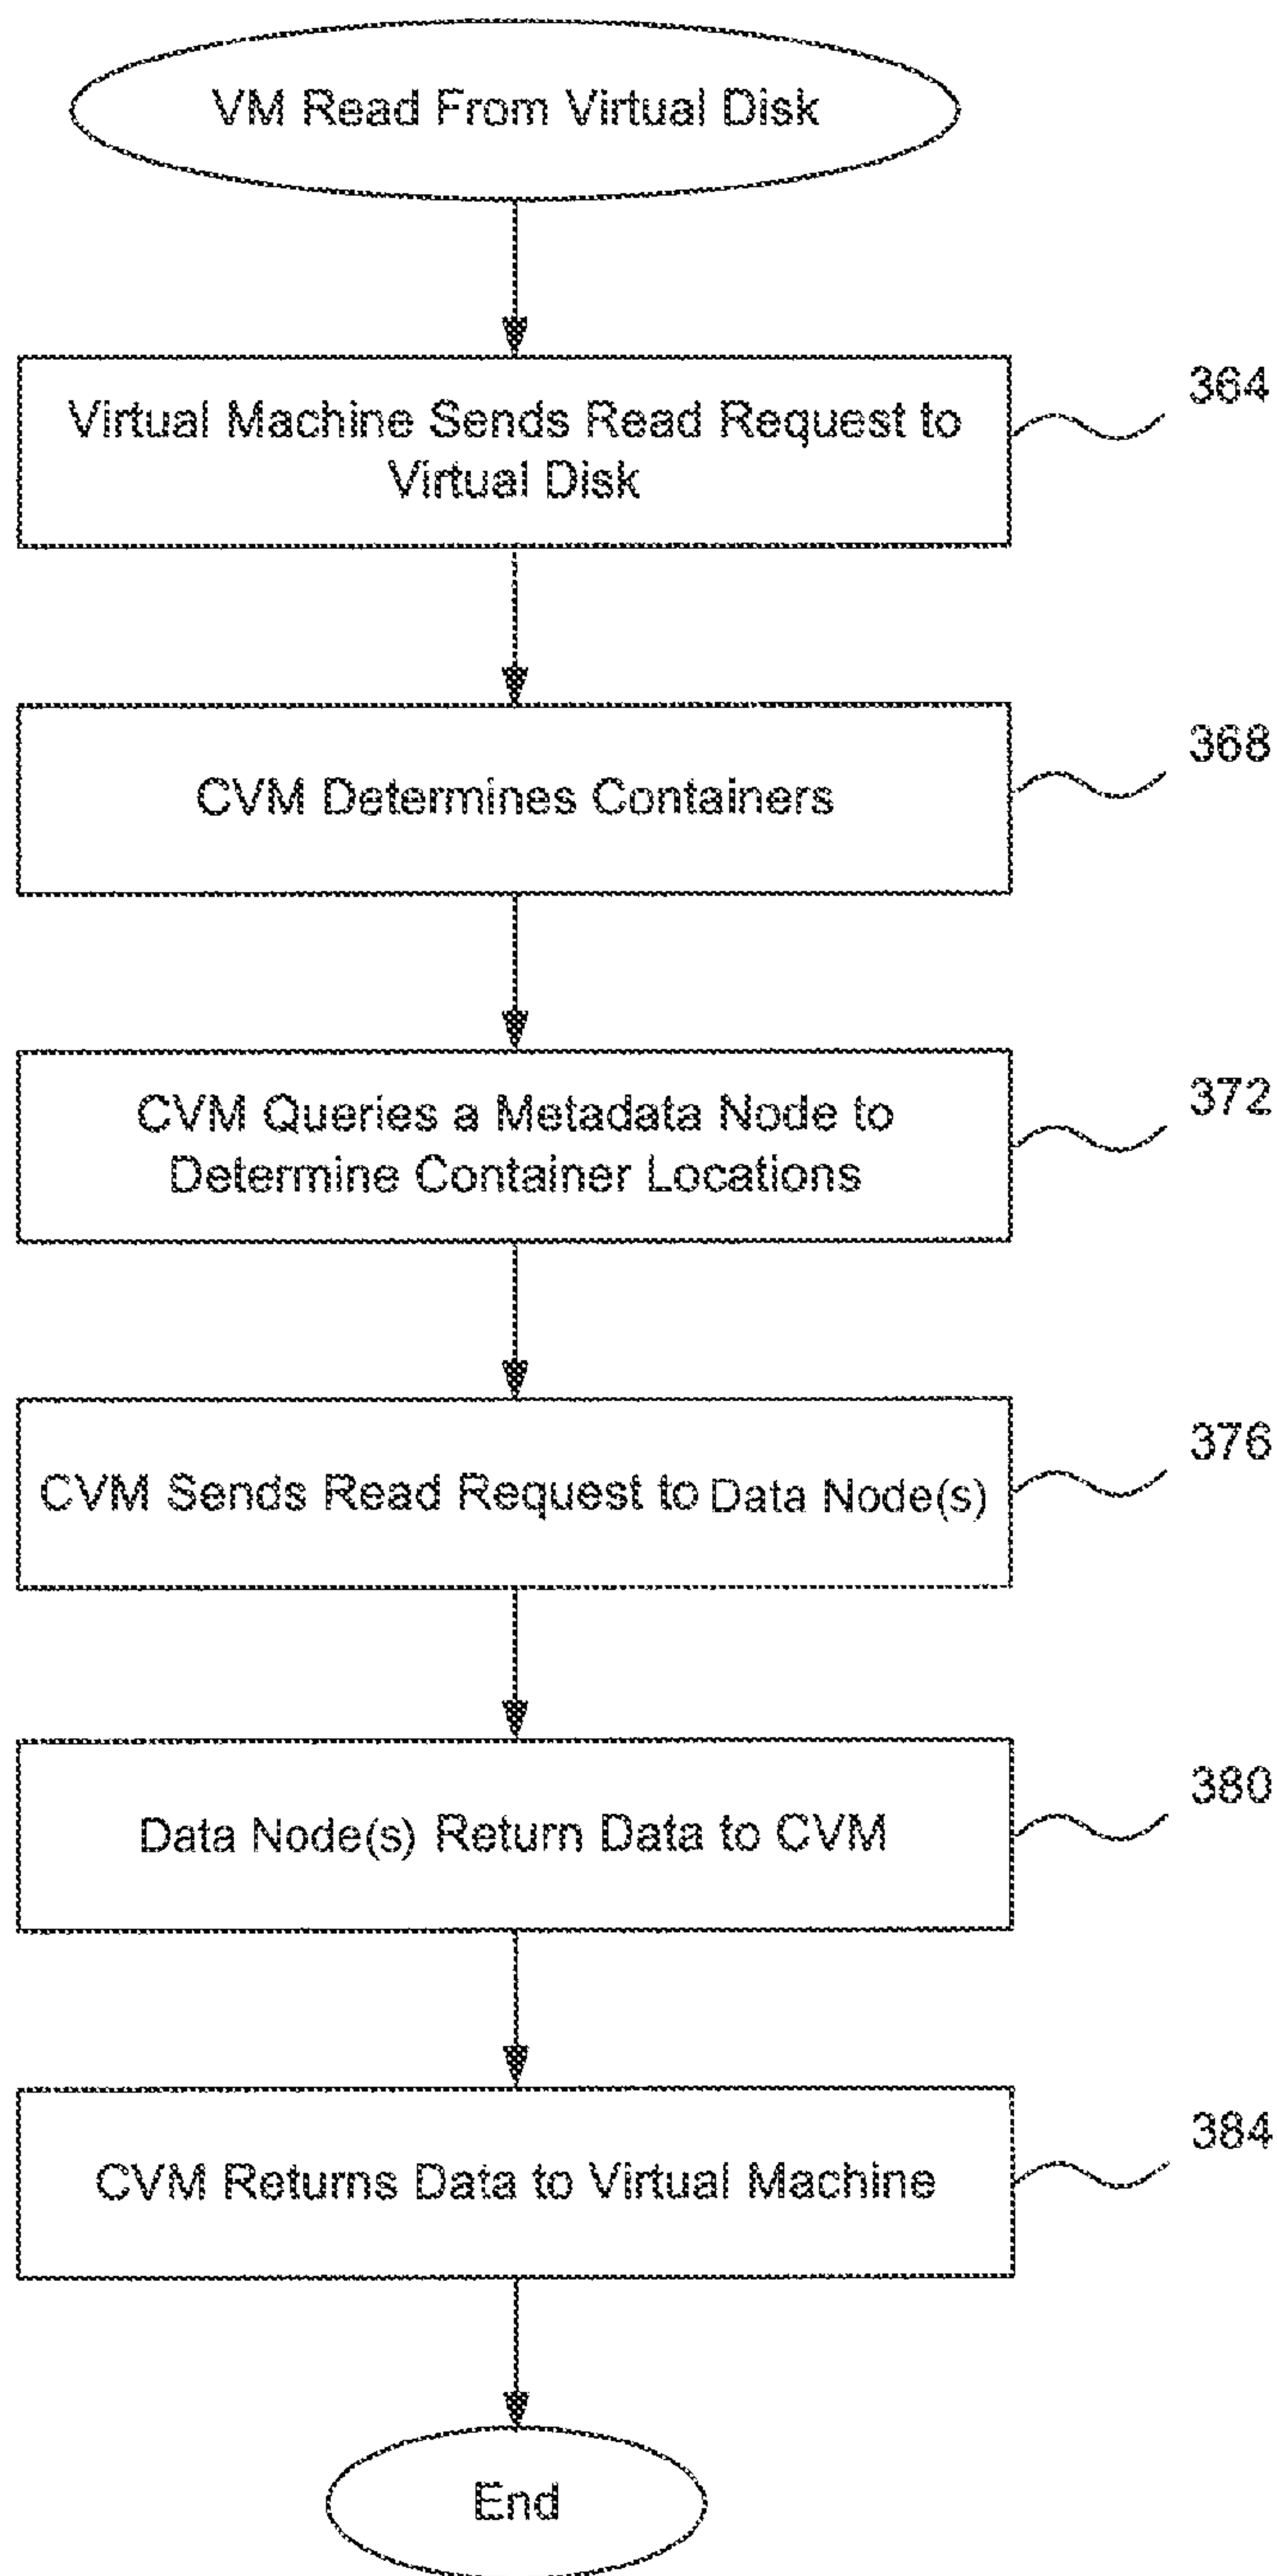 VM Read From Virtual Disk
Virtual Machine Sends Read Request to
Virtual Disk
364
CVM Determines Containers
368
CVM Queries a Metadata Node to
Determine Container Locations
372
CVM Sends Read Request to Data Node(s)
376
Data Node(s) Return Data to CVM
380
CVM Returns Data to Virtual Machine
384
End